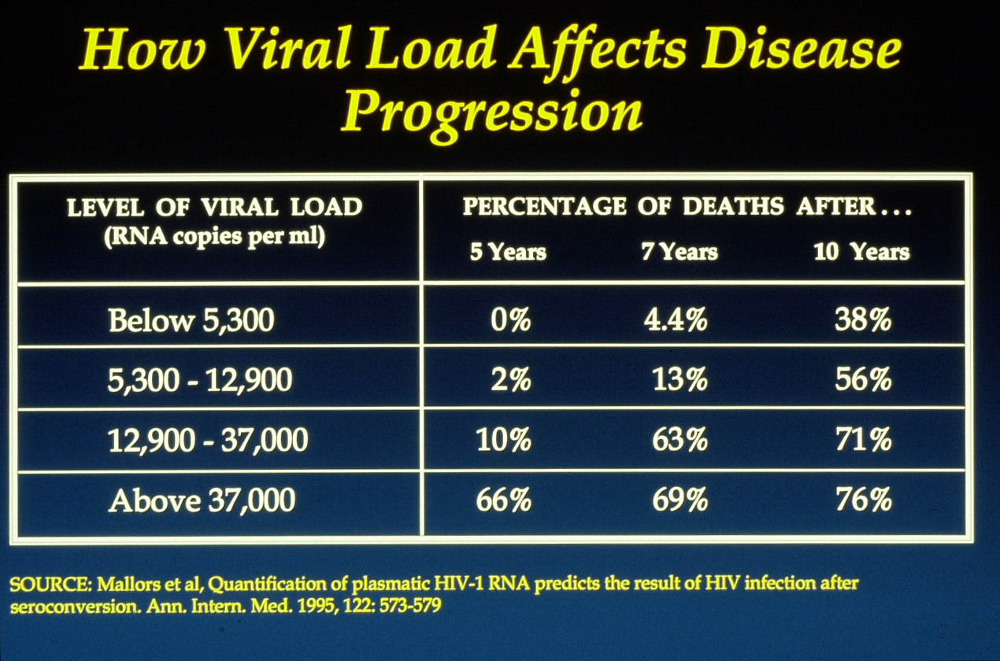 How Viral Load Affects Disease
Progression
LEVEL OF VIRAL LOAD
(RNA copies per ml)
PERCENTAGE OF DEATHS AFTER...
5 Years 7 Years 10 Years
Below 5,300 0% 4.4% 38%
5,300 - 12,900 2% 13% 56%
12,900 - 37,000 10% 63% 71%
Above 37,000 66% 69% 76%
SOURCE: Mallors et al, Quantification of plasmatic HIV-1 RNA predicts the result of HIV infection after
seroconversion. Ann. Intern. Med. 1995, 122: 573-579